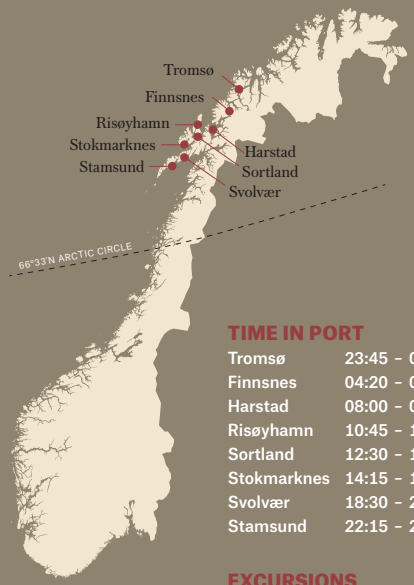 Tromsø
Finnsnes
Risøyhamn
Stokmarknes
Stamsund
Harstad
Sortland
Svolvær
66°33'N ARCTIC CIRCLE
TIME IN PORT
Tromsø 23:45 –
Finnsnes 04:20 –
Harstad 08:00 –
Risøyhamn 10:45 –
Sortland 12:30 –
Stokmarknes 14:15 –
Svolvær 18:30 –
Stamsund 22:15 –
EXCURSIONS